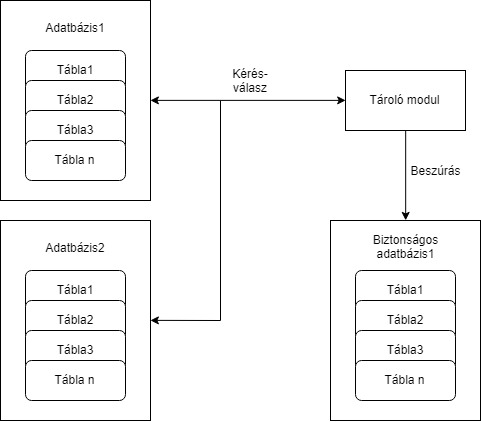 Adatbázis1
Tábla1
Tábla2
Tábla3
Tábla n
Kérés-
válasz
Tároló modul
Beszúrás
Adatbázis2
Tábla1
Tábla2
Tábla3
Tábla n
Biztonságos
adatbázis1
Tábla1
Tábla2
Tábla3
Tábla n